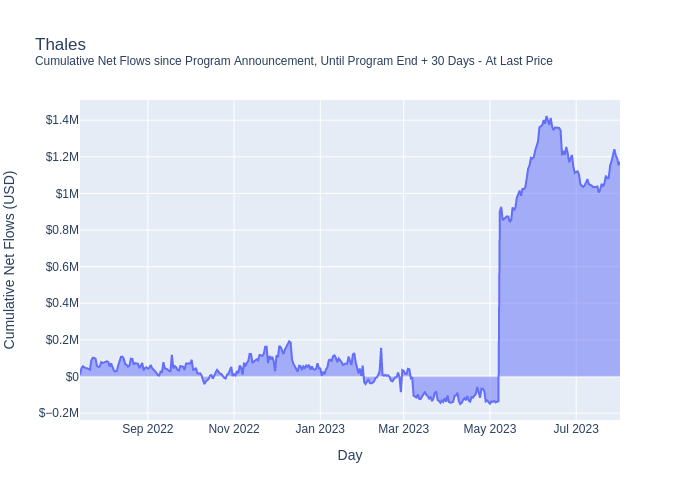 Thales
Cumulative Net Flows since Program Announcement, Until Program End + 30 Days - At Last Price
Cumulative Net Flows (USD)
$1.4M
$1.2M
$1M
$0.8M
$0.6M
$0.4M
$0.2M
$0
$−0.2M
Sep 2022 Nov 2022 Jan 2023 Mar 2023 May 2023 Jul 2023
Day